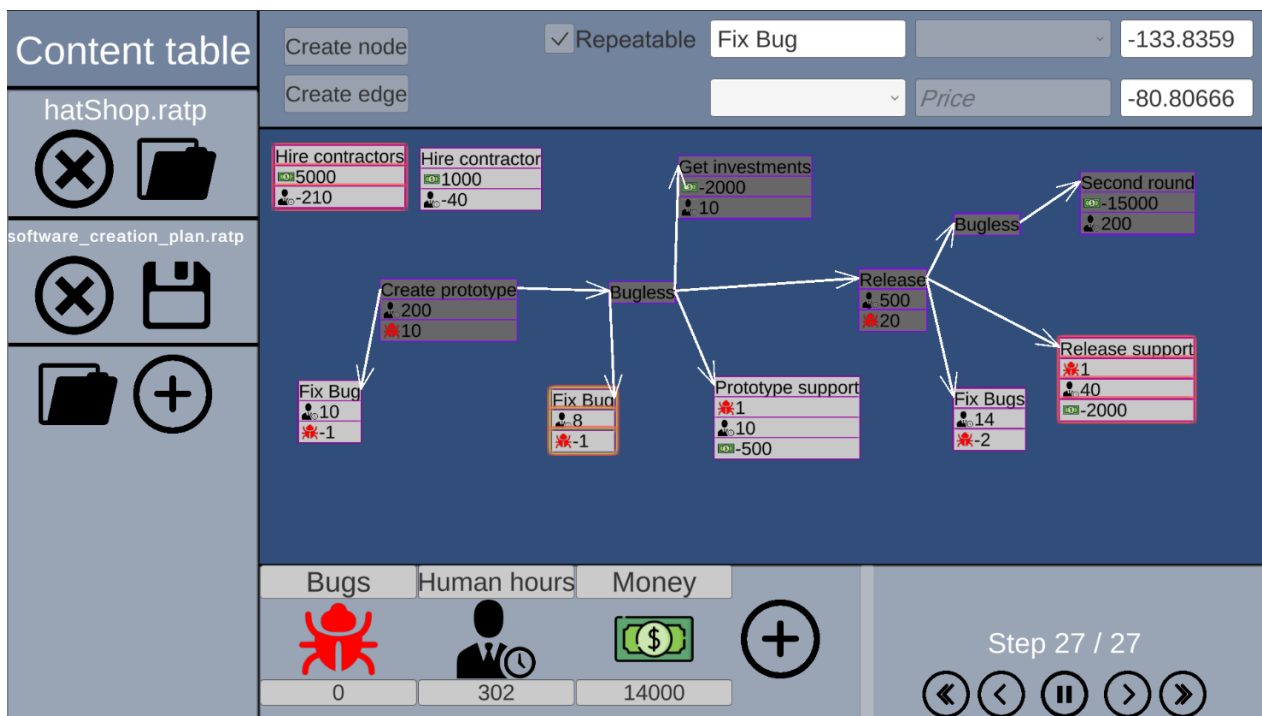 Content table
hatShop.ratp
software_creation_plan.ratp
Create node
Create edge
Repeatable
Fix Bug
-133.8359
Price
-80.80666
Hire contractors
5000
-210
Hire contractor
1000
-40
Get investments
-2000
10
Second round
-15000
200
Bugless
Create prototype
200
10
Bugless
Release
500
20
Fix Bug
10
-1
Fix Bug
8
-1
Prototype support
1
10
-500
Fix Bugs
14
-2
Release support
1
40
-2000
Bugs
Human hours
Money
0
302
14000
Step 27 / 27